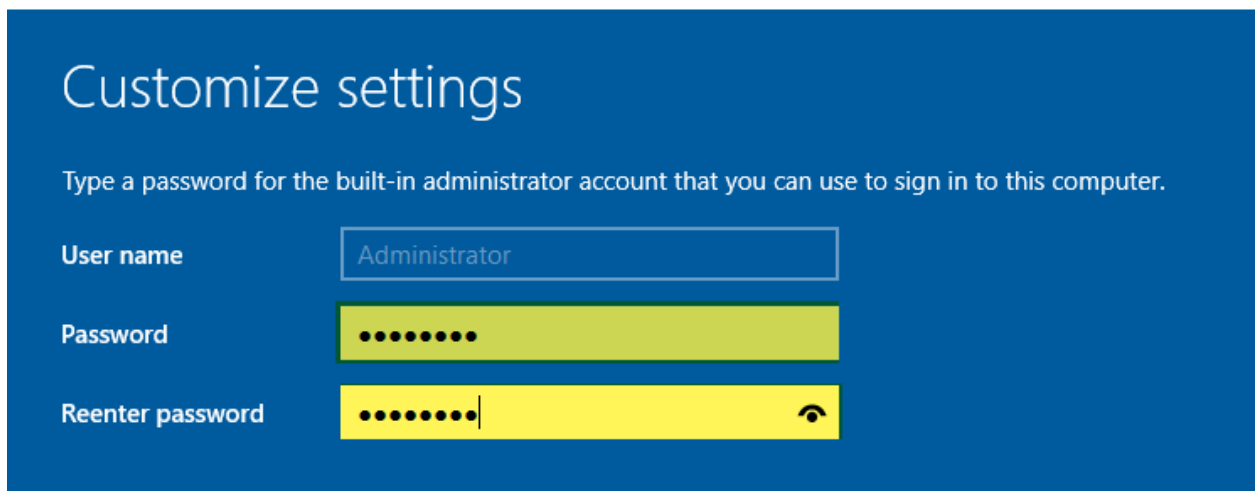 Customize settings
Type a password for the built-in administrator account that you can use to sign in to this computer.
User name Administrator
Password ••••••••
Reenter password ••••••••